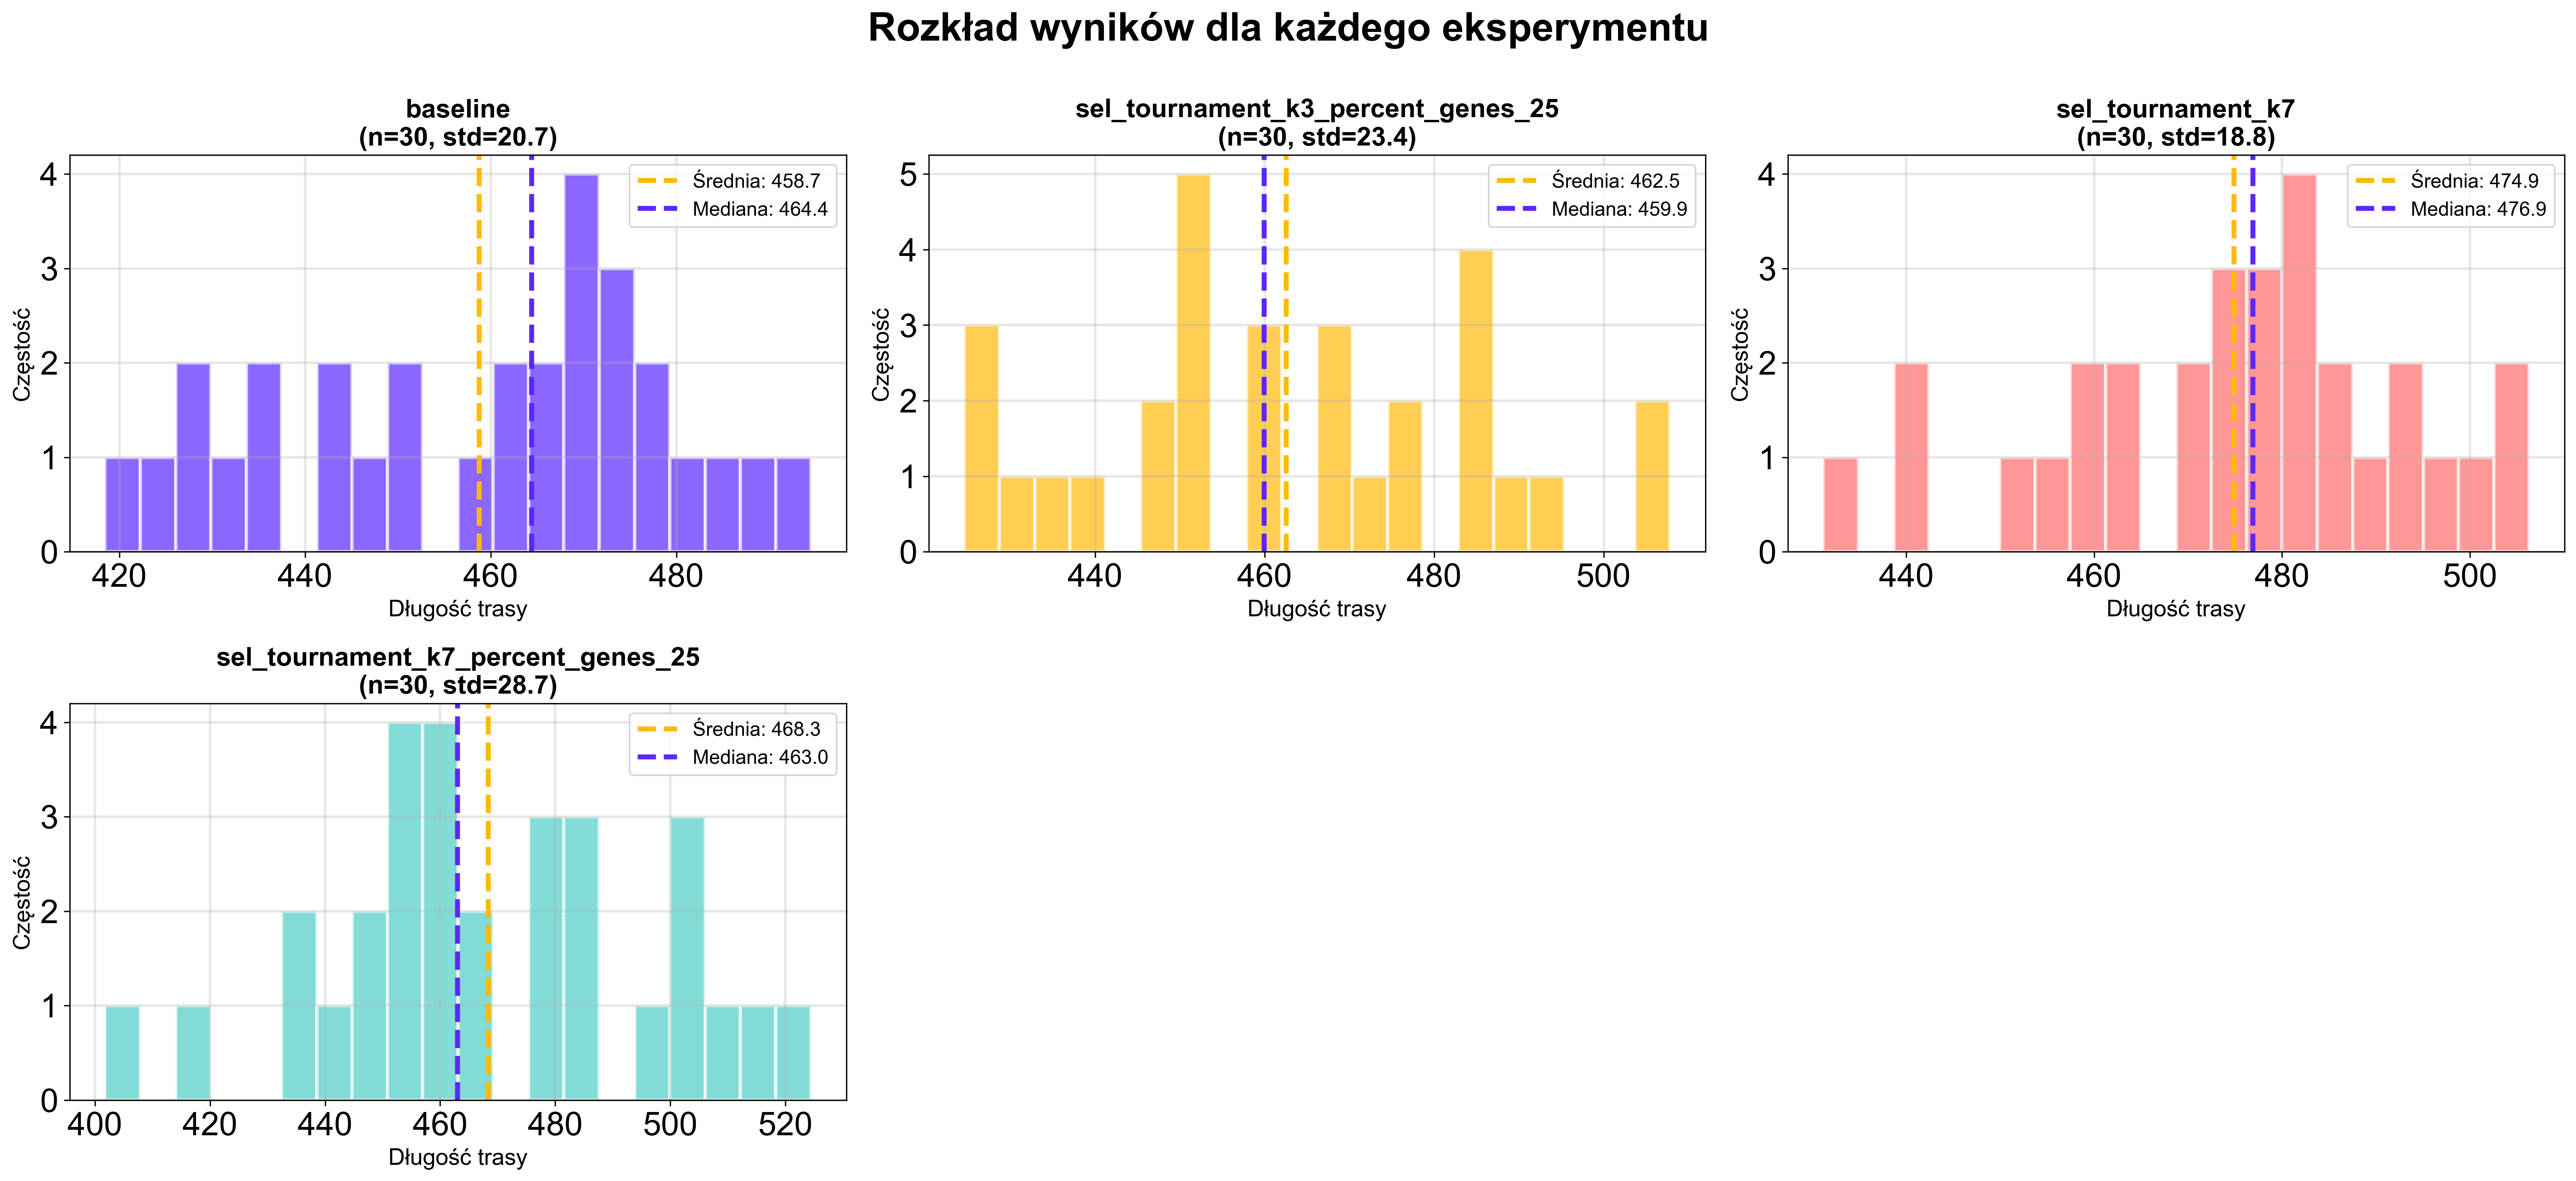 Rozkład wyników dla każdego eksperymentu
baseline
(n=30, std=20.7)
Częstość
4
3
2
1
0
Średnia: 458.7
Mediana: 464.4
420 440 460 480
Długość trasy
sel_tournament_k3_percent_genes_25
(n=30, std=23.4)
Częstość
5
4
3
2
1
0
Średnia: 462.5
Mediana: 459.9
440 460 480 500
Długość trasy
sel_tournament_k7
(n=30, std=18.8)
Częstość
4
3
2
1
0
Średnia: 474.9
Mediana: 476.9
440 460 480 500
Długość trasy
sel_tournament_k7_percent_genes_25
(n=30, std=28.7)
Częstość
4
3
2
1
0
Średnia: 468.3
Mediana: 463.0
400 420 440 460 480 500 520
Długość trasy